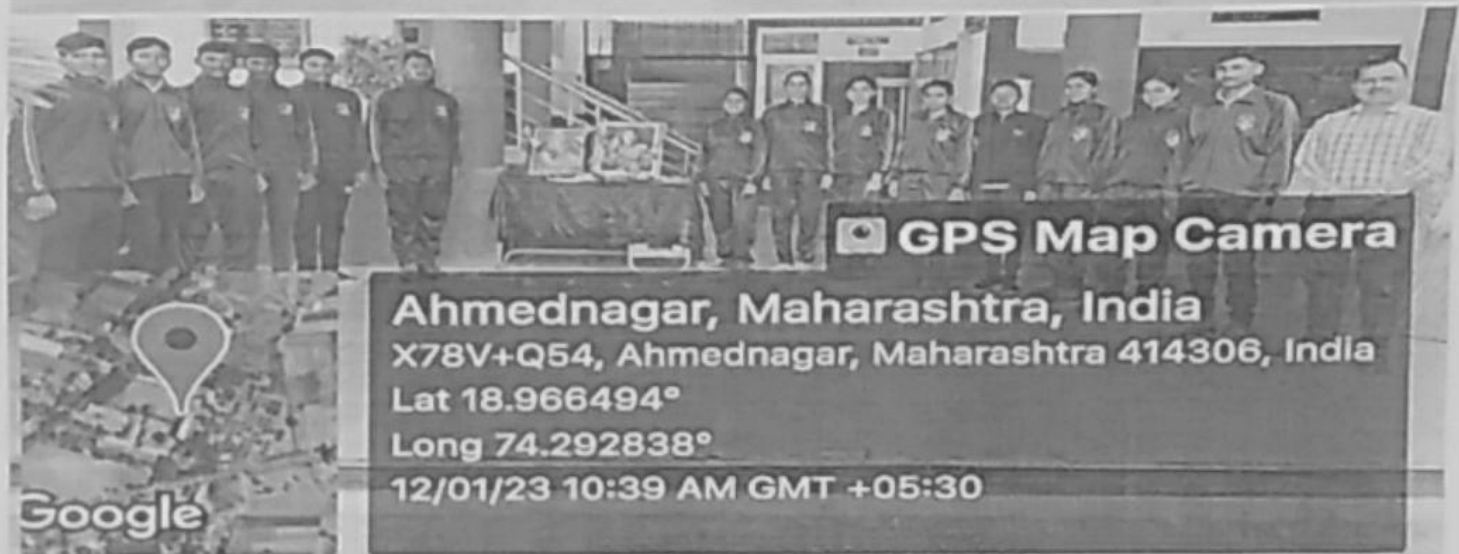 GPS Map Camera
Ahmednagar, Maharashtra, India
X78V+Q54, Ahmednagar, Maharashtra 414306, India
Lat 18.966494°
Long 74.292838°
12/01/23 10:39 AM GMT +05:30
Google